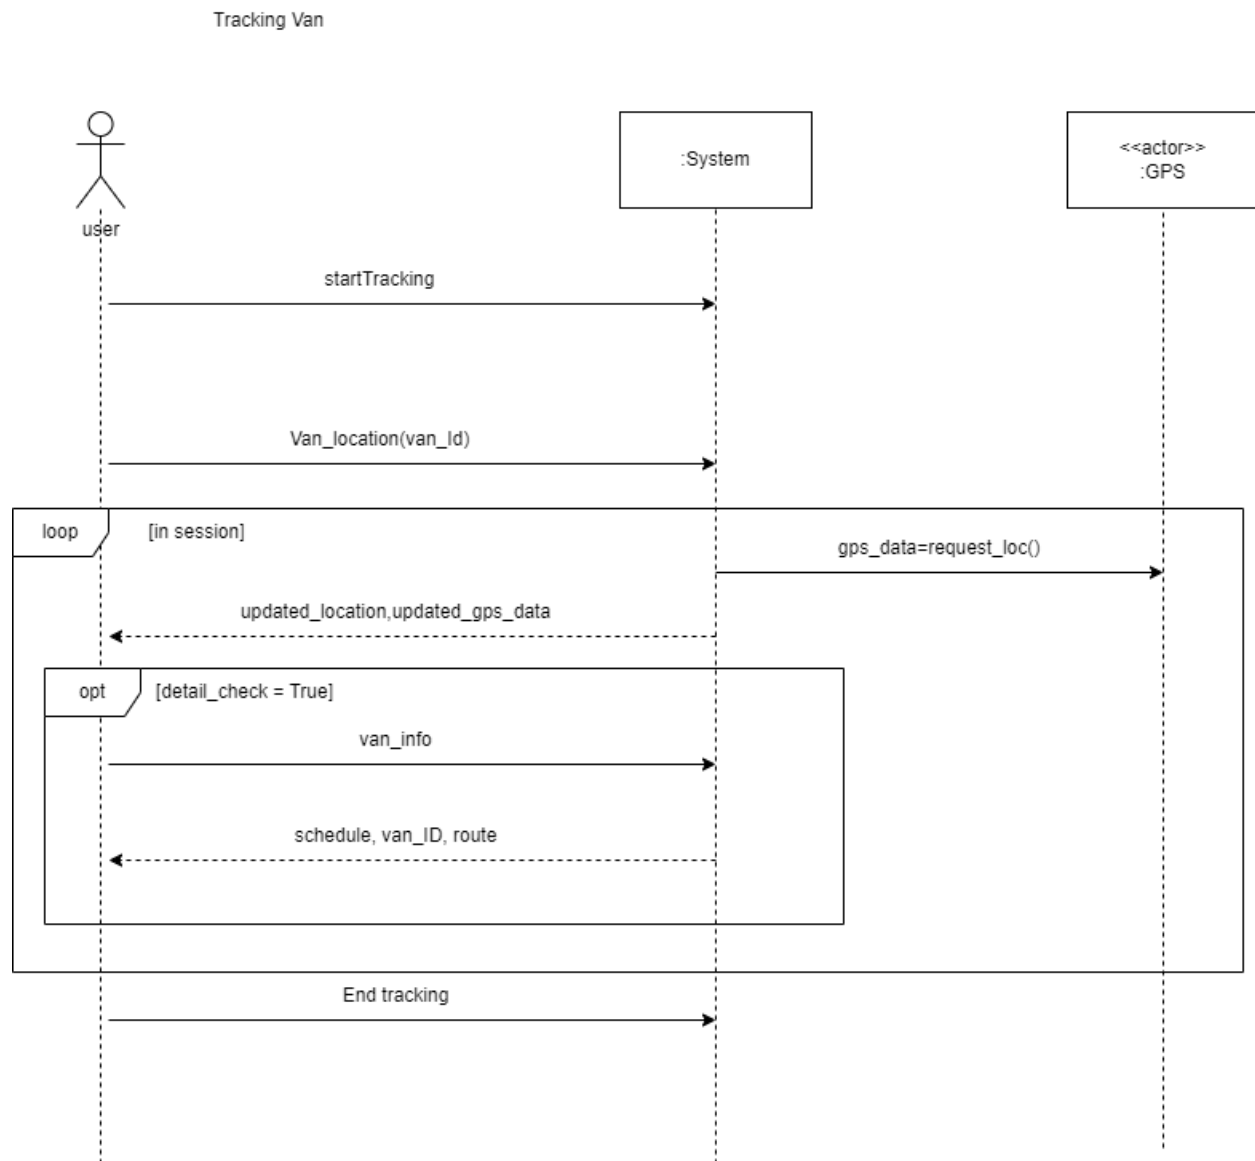 Tracking Van
user
:System
<<actor>>
:GPS
startTracking
Van_location(van_Id)
loop
[in session]
gps_data=request_loc()
updated_location,updated_gps_data
opt
[detail_check = True]
van_info
schedule, van_ID, route
End tracking